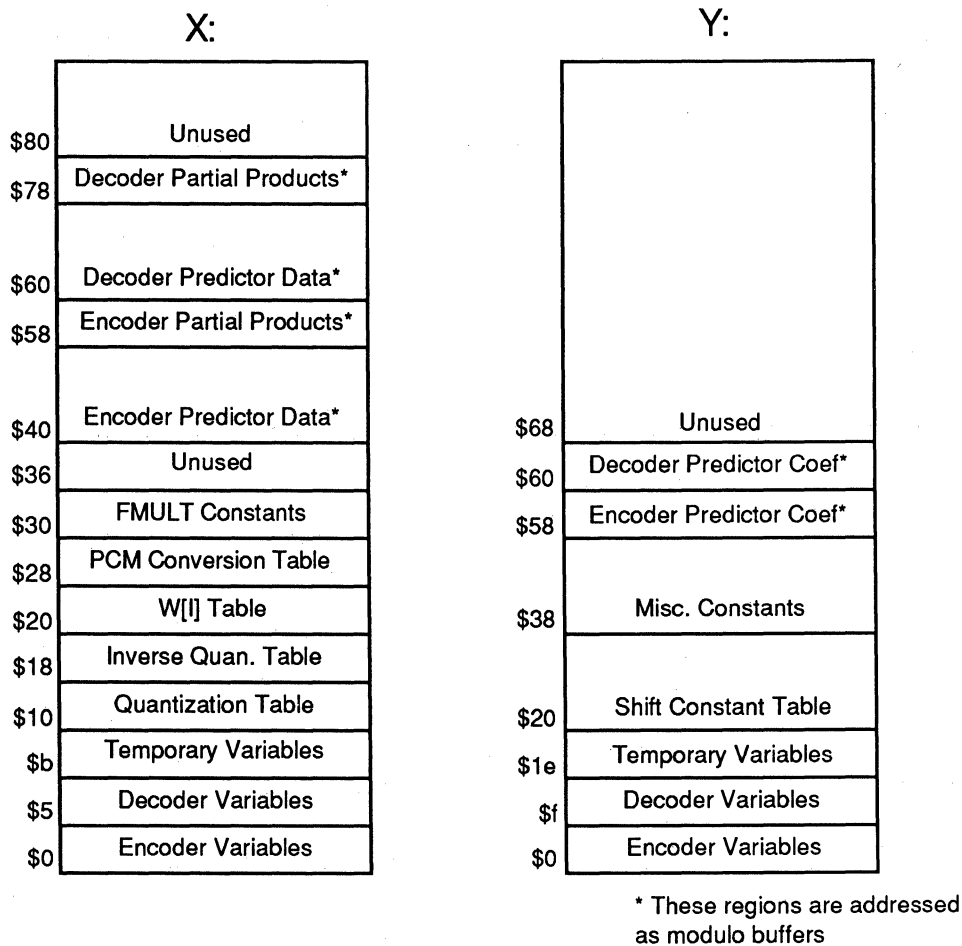 X:
$80 Unused
$78 Decoder Partial Products*
$60 Decoder Predictor Data*
$58 Encoder Partial Products*
$40 Encoder Predictor Data*
$36 Unused
$30 FMULT Constants
$28 PCM Conversion Table
$20 W[I] Table
$18 Inverse Quan. Table
$10 Quantization Table
$b Temporary Variables
$5 Decoder Variables
$0 Encoder Variables
Y:
$68 Unused
$60 Decoder Predictor Coef*
$58 Encoder Predictor Coef*
$38 Misc. Constants
$20 Shift Constant Table
$1e Temporary Variables
$f Decoder Variables
$0 Encoder Variables
* These regions are addressed
as modulo buffers